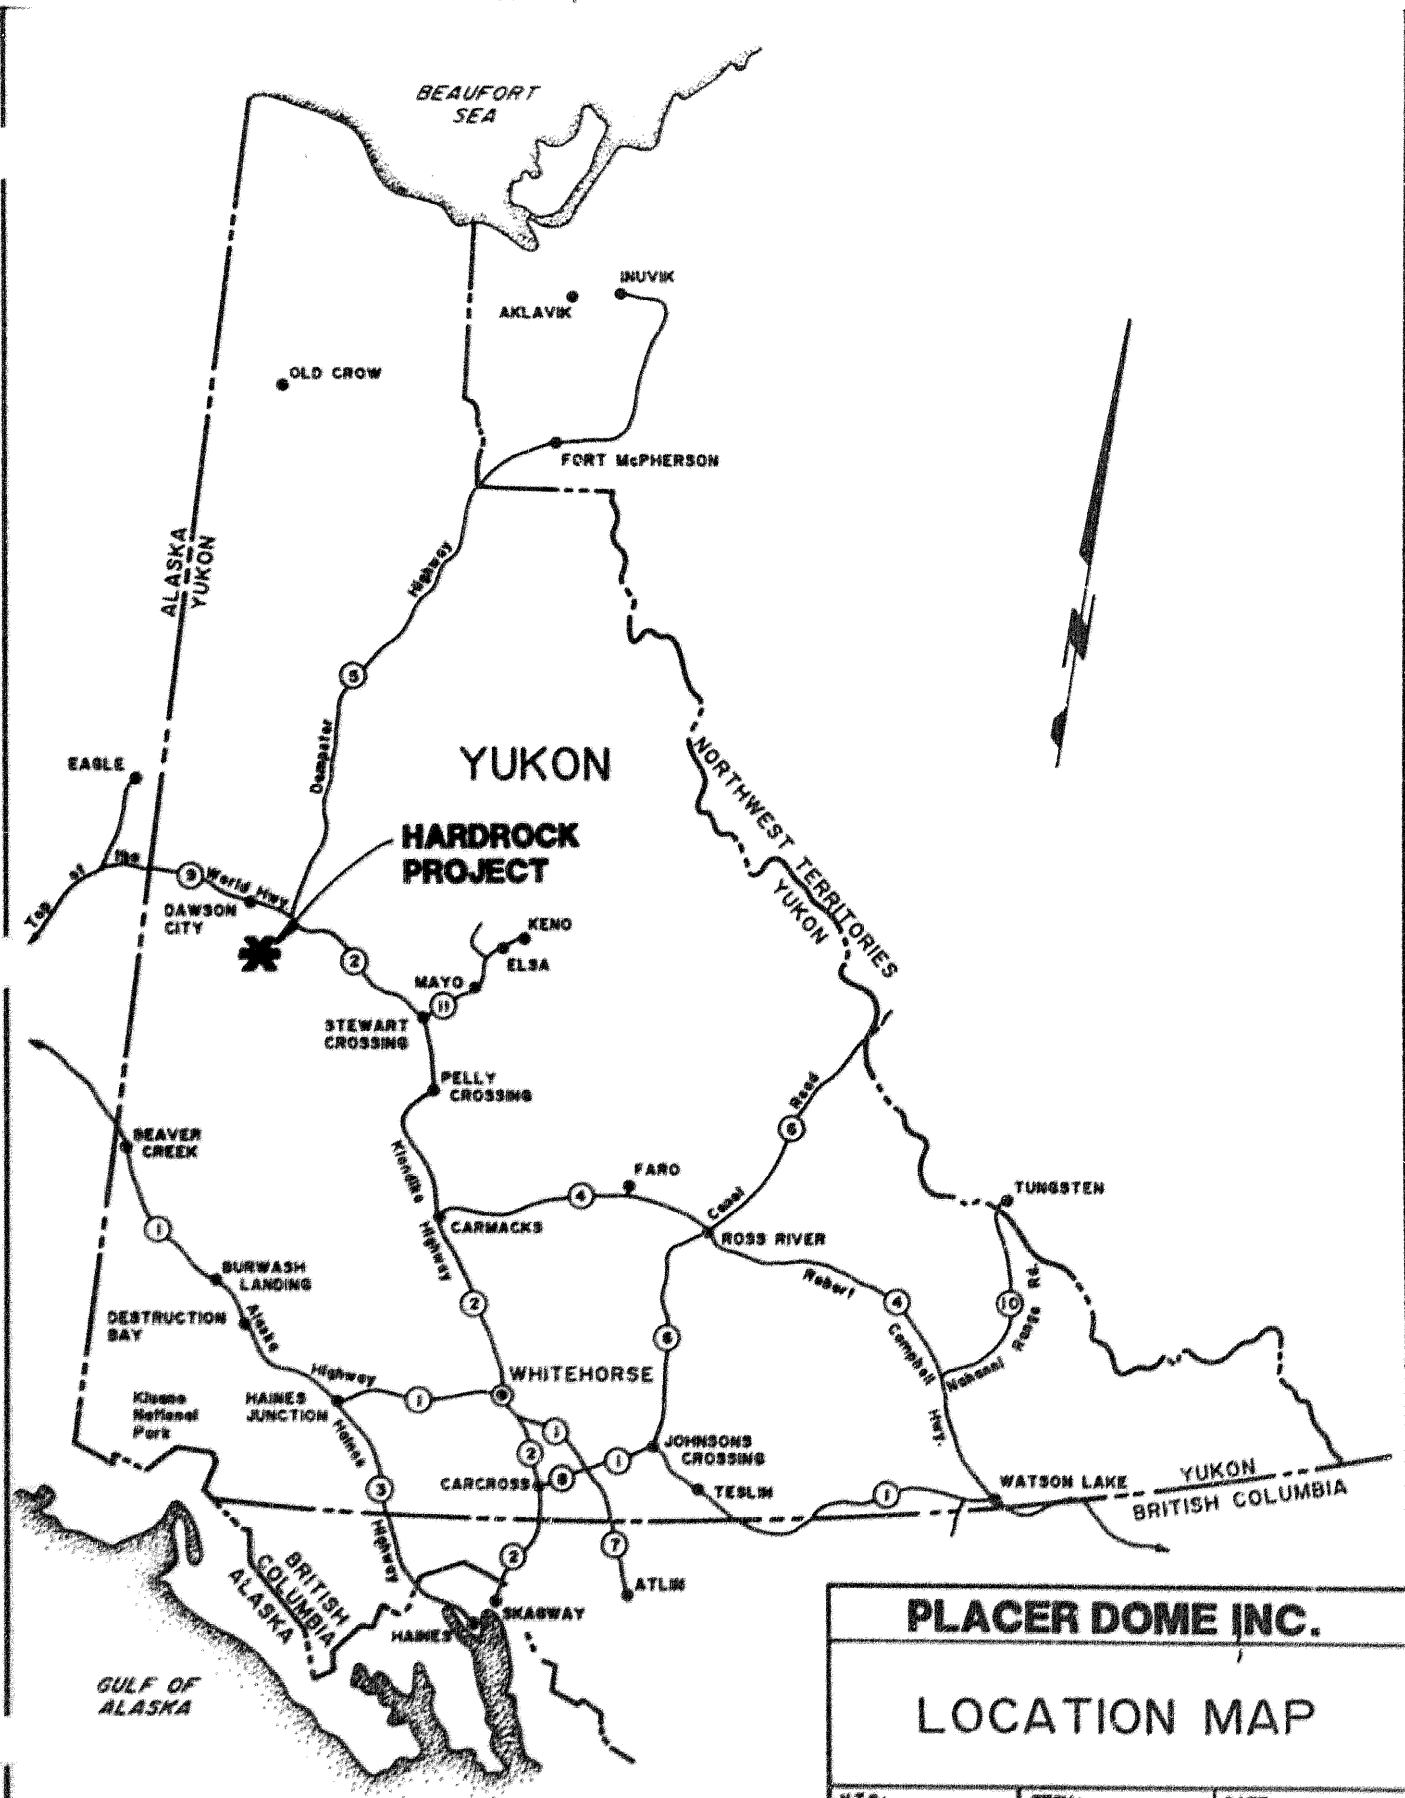 BEAUFORT
SEA
INUVIK
AKLAVIK
OLD CROW
FORT McPHERSON
Highway
ALASKA
YUKON
5
Dempster
YUKON
EAGLE
HARDROCK
PROJECT
NORTHWEST TERRITORIES
YUKON
Top of the World Hwy.
9
DAWSON
CITY
2
KENO
ELSA
MAYO
11
STEWART
CROSSING
PELLY
CROSSING
BEAVER
CREEK
Klondike
Highway
6
Canol
Road
FARO
4
TUNGSTEN
CARMACKS
ROSS RIVER
1
BURWASH
LANDING
Robert
Campbell
Hwy.
4
10
Nahanni
Range
Rd.
2
DESTRUCTION
BAY
Alaska
Highway
6
WHITEHORSE
Kluane
National
Park
HAINES
JUNCTION
1
Haines
Highway
3
1
2
JOHNSONS
CROSSING
1
8
CARCROSS
TESLIN
1
WATSON LAKE
YUKON
BRITISH COLUMBIA
7
2
ATLIN
BRITISH
COLUMBIA
ALASKA
SKAGWAY
HAINES
GULF OF
ALASKA
PLACER DOME INC.
LOCATION MAP